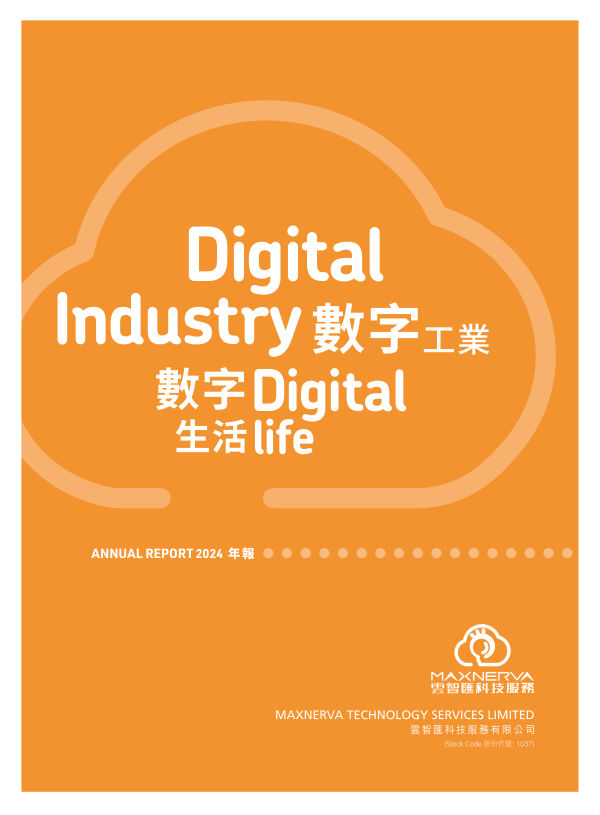 Digital
Industry 數字工業
數字 Digital
生活 life
ANNUAL REPORT 2024 年報
MAXNERVA
雲智匯科技服務
MAXNERVA TECHNOLOGY SERVICES LIMITED
雲智匯科技服務有限公司
(Stock Code 股份代號: 1037)